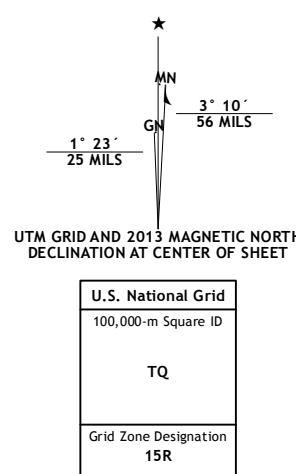 ★
MN
GN
3° 10´
56 MILS
1° 23´
25 MILS
UTM GRID AND 2013 MAGNETIC NORTH
DECLINATION AT CENTER OF SHEET
U.S. National Grid
100,000-m Square ID
TQ
Grid Zone Designation
15R